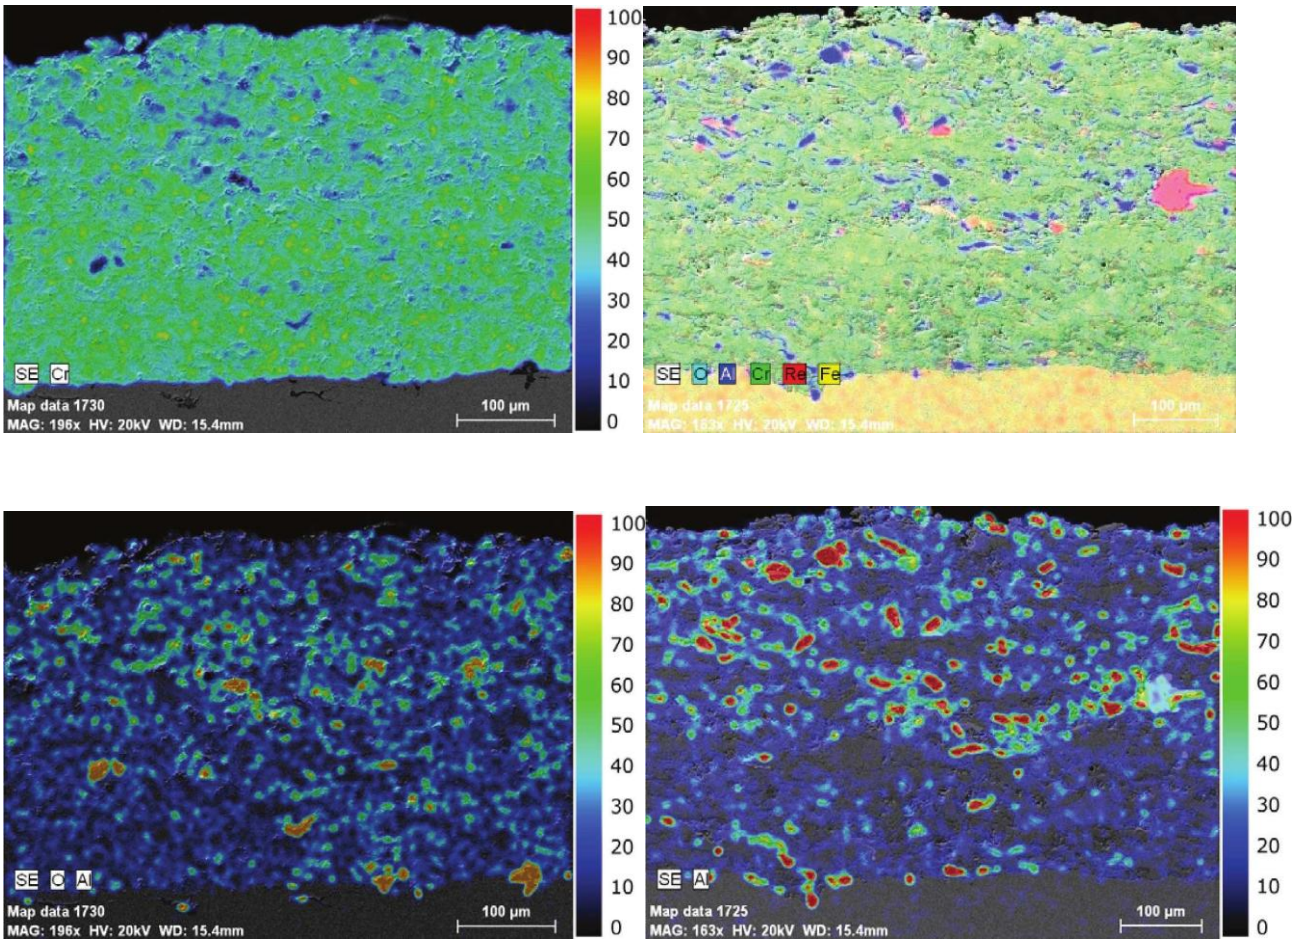 100
90
80
70
60
50
40
30
20
10
0
SE Cr
Map data 1730
MAG: 196x HV: 20kV WD: 15.4mm
100 µm
SE O Al Cr Re Fe
Map data 1725
MAG: 163x HV: 20kV WD: 15.4mm
100 µm
100
90
80
70
60
50
40
30
20
10
0
SE O Al
Map data 1730
MAG: 196x HV: 20kV WD: 15.4mm
100 µm
100
90
80
70
60
50
40
30
20
10
0
SE Al
Map data 1725
MAG: 163x HV: 20kV WD: 15.4mm
100 µm